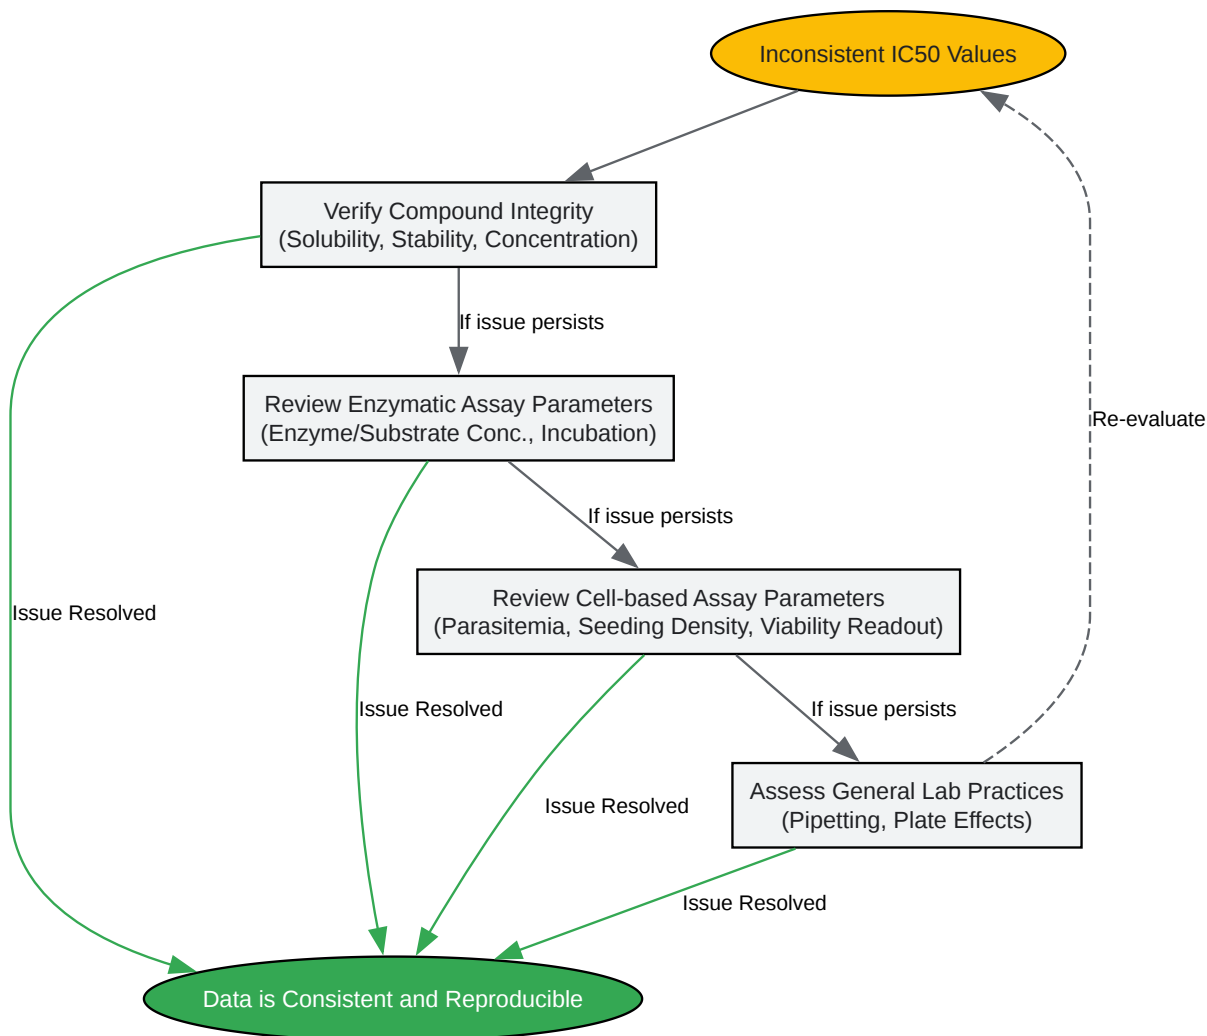 Inconsistent IC50 Values
Verify Compound Integrity
(Solubility, Stability, Concentration)
If issue persists
Review Enzymatic Assay Parameters
(Enzyme/Substrate Conc., Incubation)
Re-evaluate
If issue persists
Review Cell-based Assay Parameters
(Parasitemia, Seeding Density, Viability Readout)
Issue Resolved
Issue Resolved
If issue persists
Assess General Lab Practices
(Pipetting, Plate Effects)
Issue Resolved
Issue Resolved
Data is Consistent and Reproducible